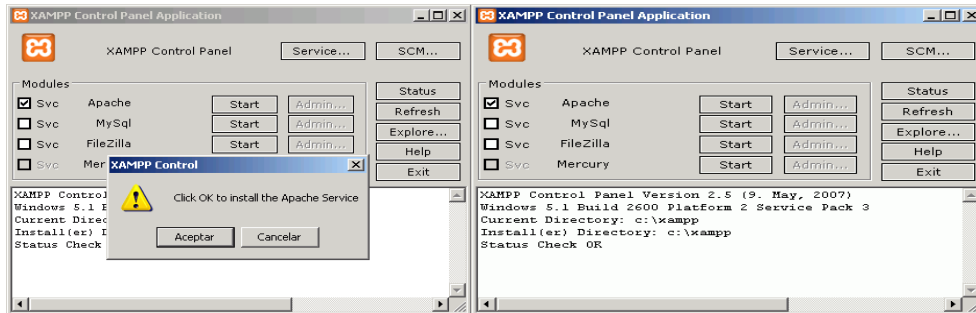 XAMPP Control Panel Application
XAMPP Control Panel Service... SCM...
Modules
Svc Apache Start Admin...
Svc MySql Start Admin...
Svc FileZilla Start Admin...
Svc Mer
Status
Refresh
Explore...
Help
Exit
XAMPP Control
Click OK to install the Apache Service
Aceptar Cancelar
XAMPP Control
Windows 5.1
Current Direc
Install(er)
Status Check
XAMPP Control Panel Application
XAMPP Control Panel Service... SCM...
Modules
Svc Apache Start Admin...
Svc MySql Start Admin...
Svc FileZilla Start Admin...
Svc Mercury Start Admin...
Status
Refresh
Explore...
Help
Exit
XAMPP Control Panel Version 2.5 (9. May, 2007)
Windows 5.1 Build 2600 Platform 2 Service Pack 3
Current Directory: c:\xampp
Install(er) Directory: c:\xampp
Status Check OK